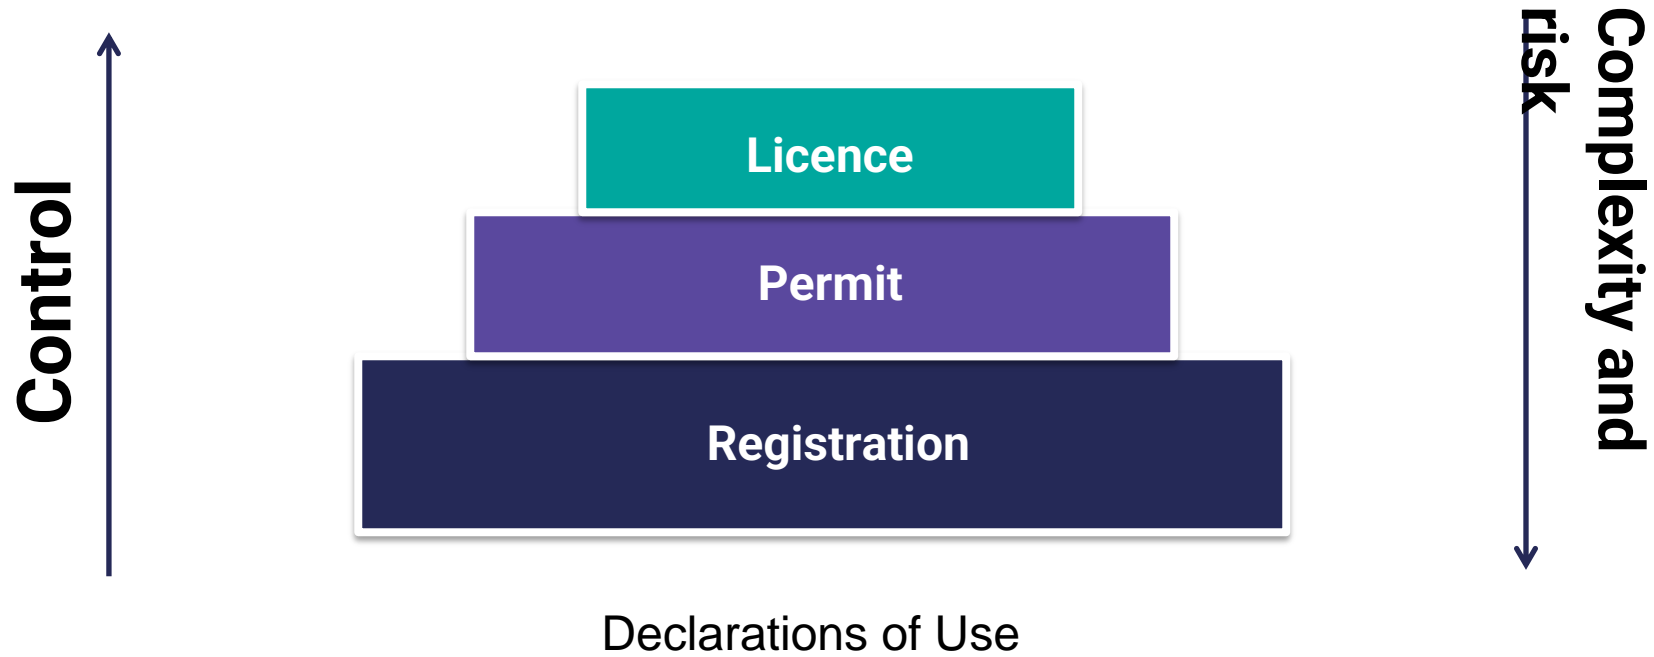 Control
Licence
Permit
Registration
Complexity and
risk
Declarations of Use